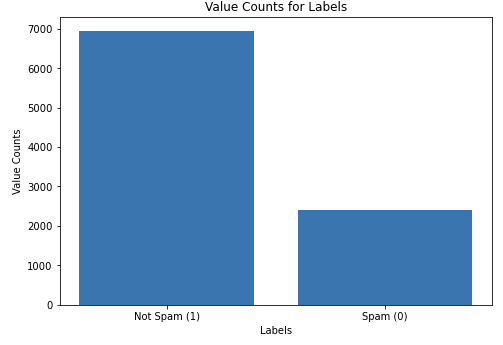 Value Counts for Labels
7000
6000
5000
4000
3000
2000
1000
0
Value Counts
Not Spam (1) Spam (0)
Labels